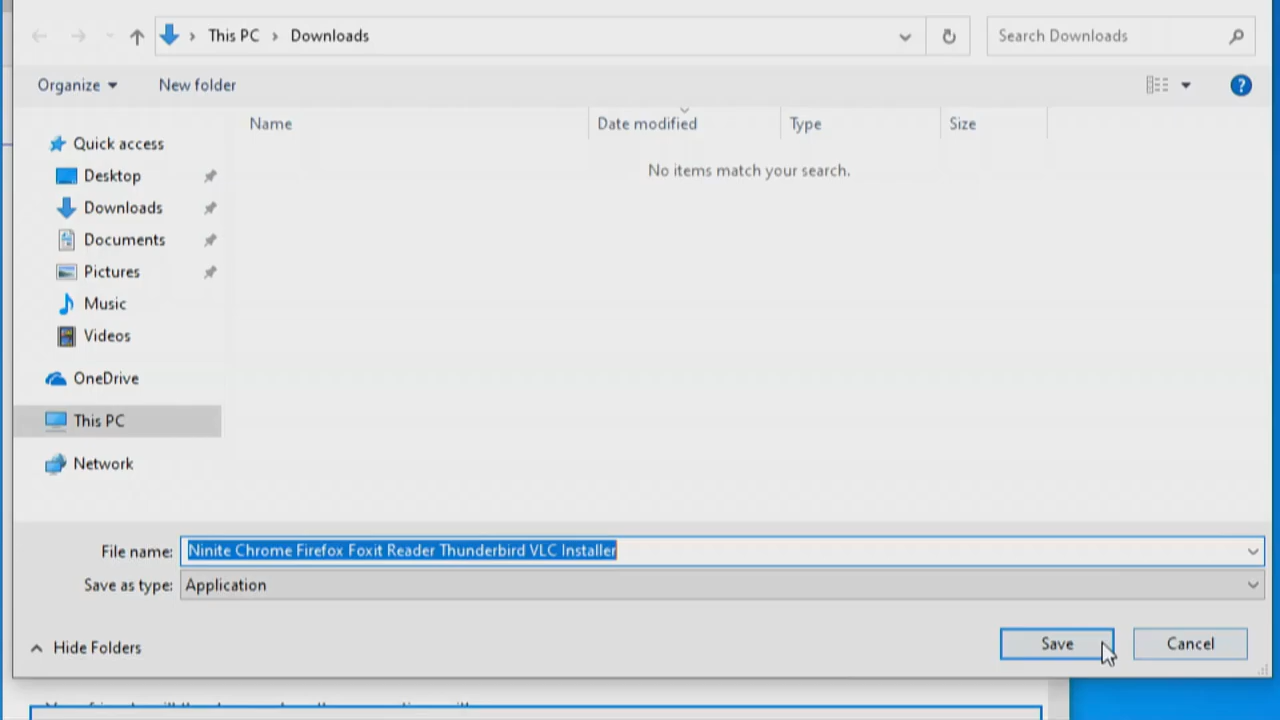 This PC > Downloads
Search Downloads
Organize
New folder
?
Name
Date modified
Type
Size
No items match your search.
Quick access
Desktop
Downloads
Documents
Pictures
Music
Videos
OneDrive
This PC
Network
File name: Ninite Chrome Firefox Foxit Reader Thunderbird VLC Installer
Save as type: Application
Hide Folders
Save
Cancel